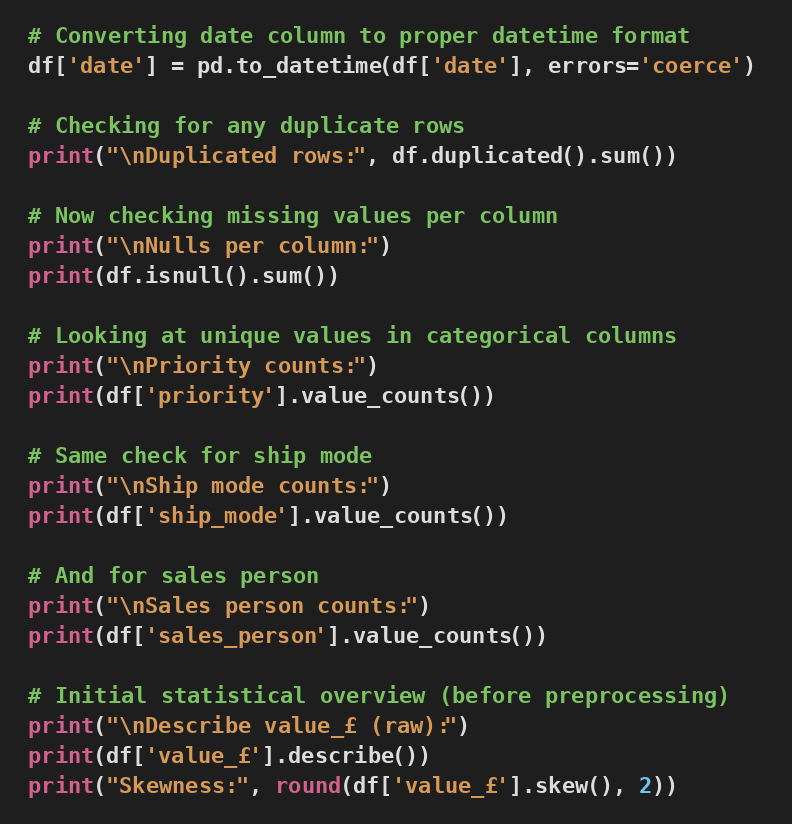 # Converting date column to proper datetime format
df['date'] = pd.to_datetime(df['date'], errors='coerce')

# Checking for any duplicate rows
print("\nDuplicated rows:", df.duplicated().sum())

# Now checking missing values per column
print("\nNulls per column:")
print(df.isnull().sum())

# Looking at unique values in categorical columns
print("\nPriority counts:")
print(df['priority'].value_counts())

# Same check for ship mode
print("\nShip mode counts:")
print(df['ship_mode'].value_counts())

# And for sales person
print("\nSales person counts:")
print(df['sales_person'].value_counts())

# Initial statistical overview (before preprocessing)
print("\nDescribe value_£ (raw):")
print(df['value_£'].describe())
print("Skewness:", round(df['value_£'].skew(), 2))